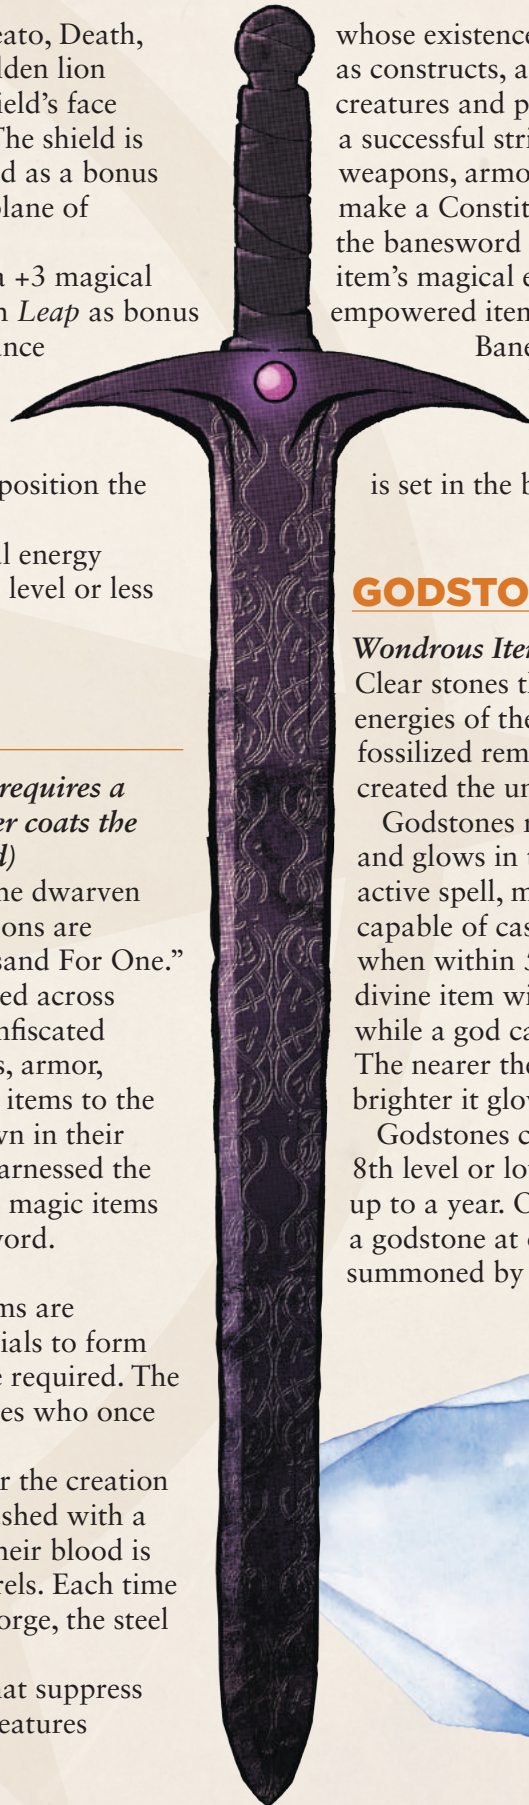 eato, Death,
lden lion
ield's face
The shield is
d as a bonus
plane of
a +3 magical
n Leap as bonus
ance
position the
l energy
level or less
requires a
er coats the
d)
he dwarven
ons are
sand For One."
ed across
nfiscated
s, armor,
items to the
wn in their
arnessed the
magic items
word.
ms are
ials to form
e required. The
es who once
r the creation
shed with a
heir blood is
rels. Each time
orge, the steel
hat suppress
eatures
whose existence
as constructs, a
creatures and p
a successful stri
weapons, armo
make a Constit
the banesword
item's magical e
empowered item
Bane
is set in the b
GODSTO
Wondrous Ite
Clear stones t
energies of the
fossilized rem
created the un
Godstones r
and glows in t
active spell, m
capable of cas
when within 5
divine item wi
while a god ca
The nearer the
brighter it glow
Godstones c
8th level or low
up to a year. O
a godstone at
summoned by